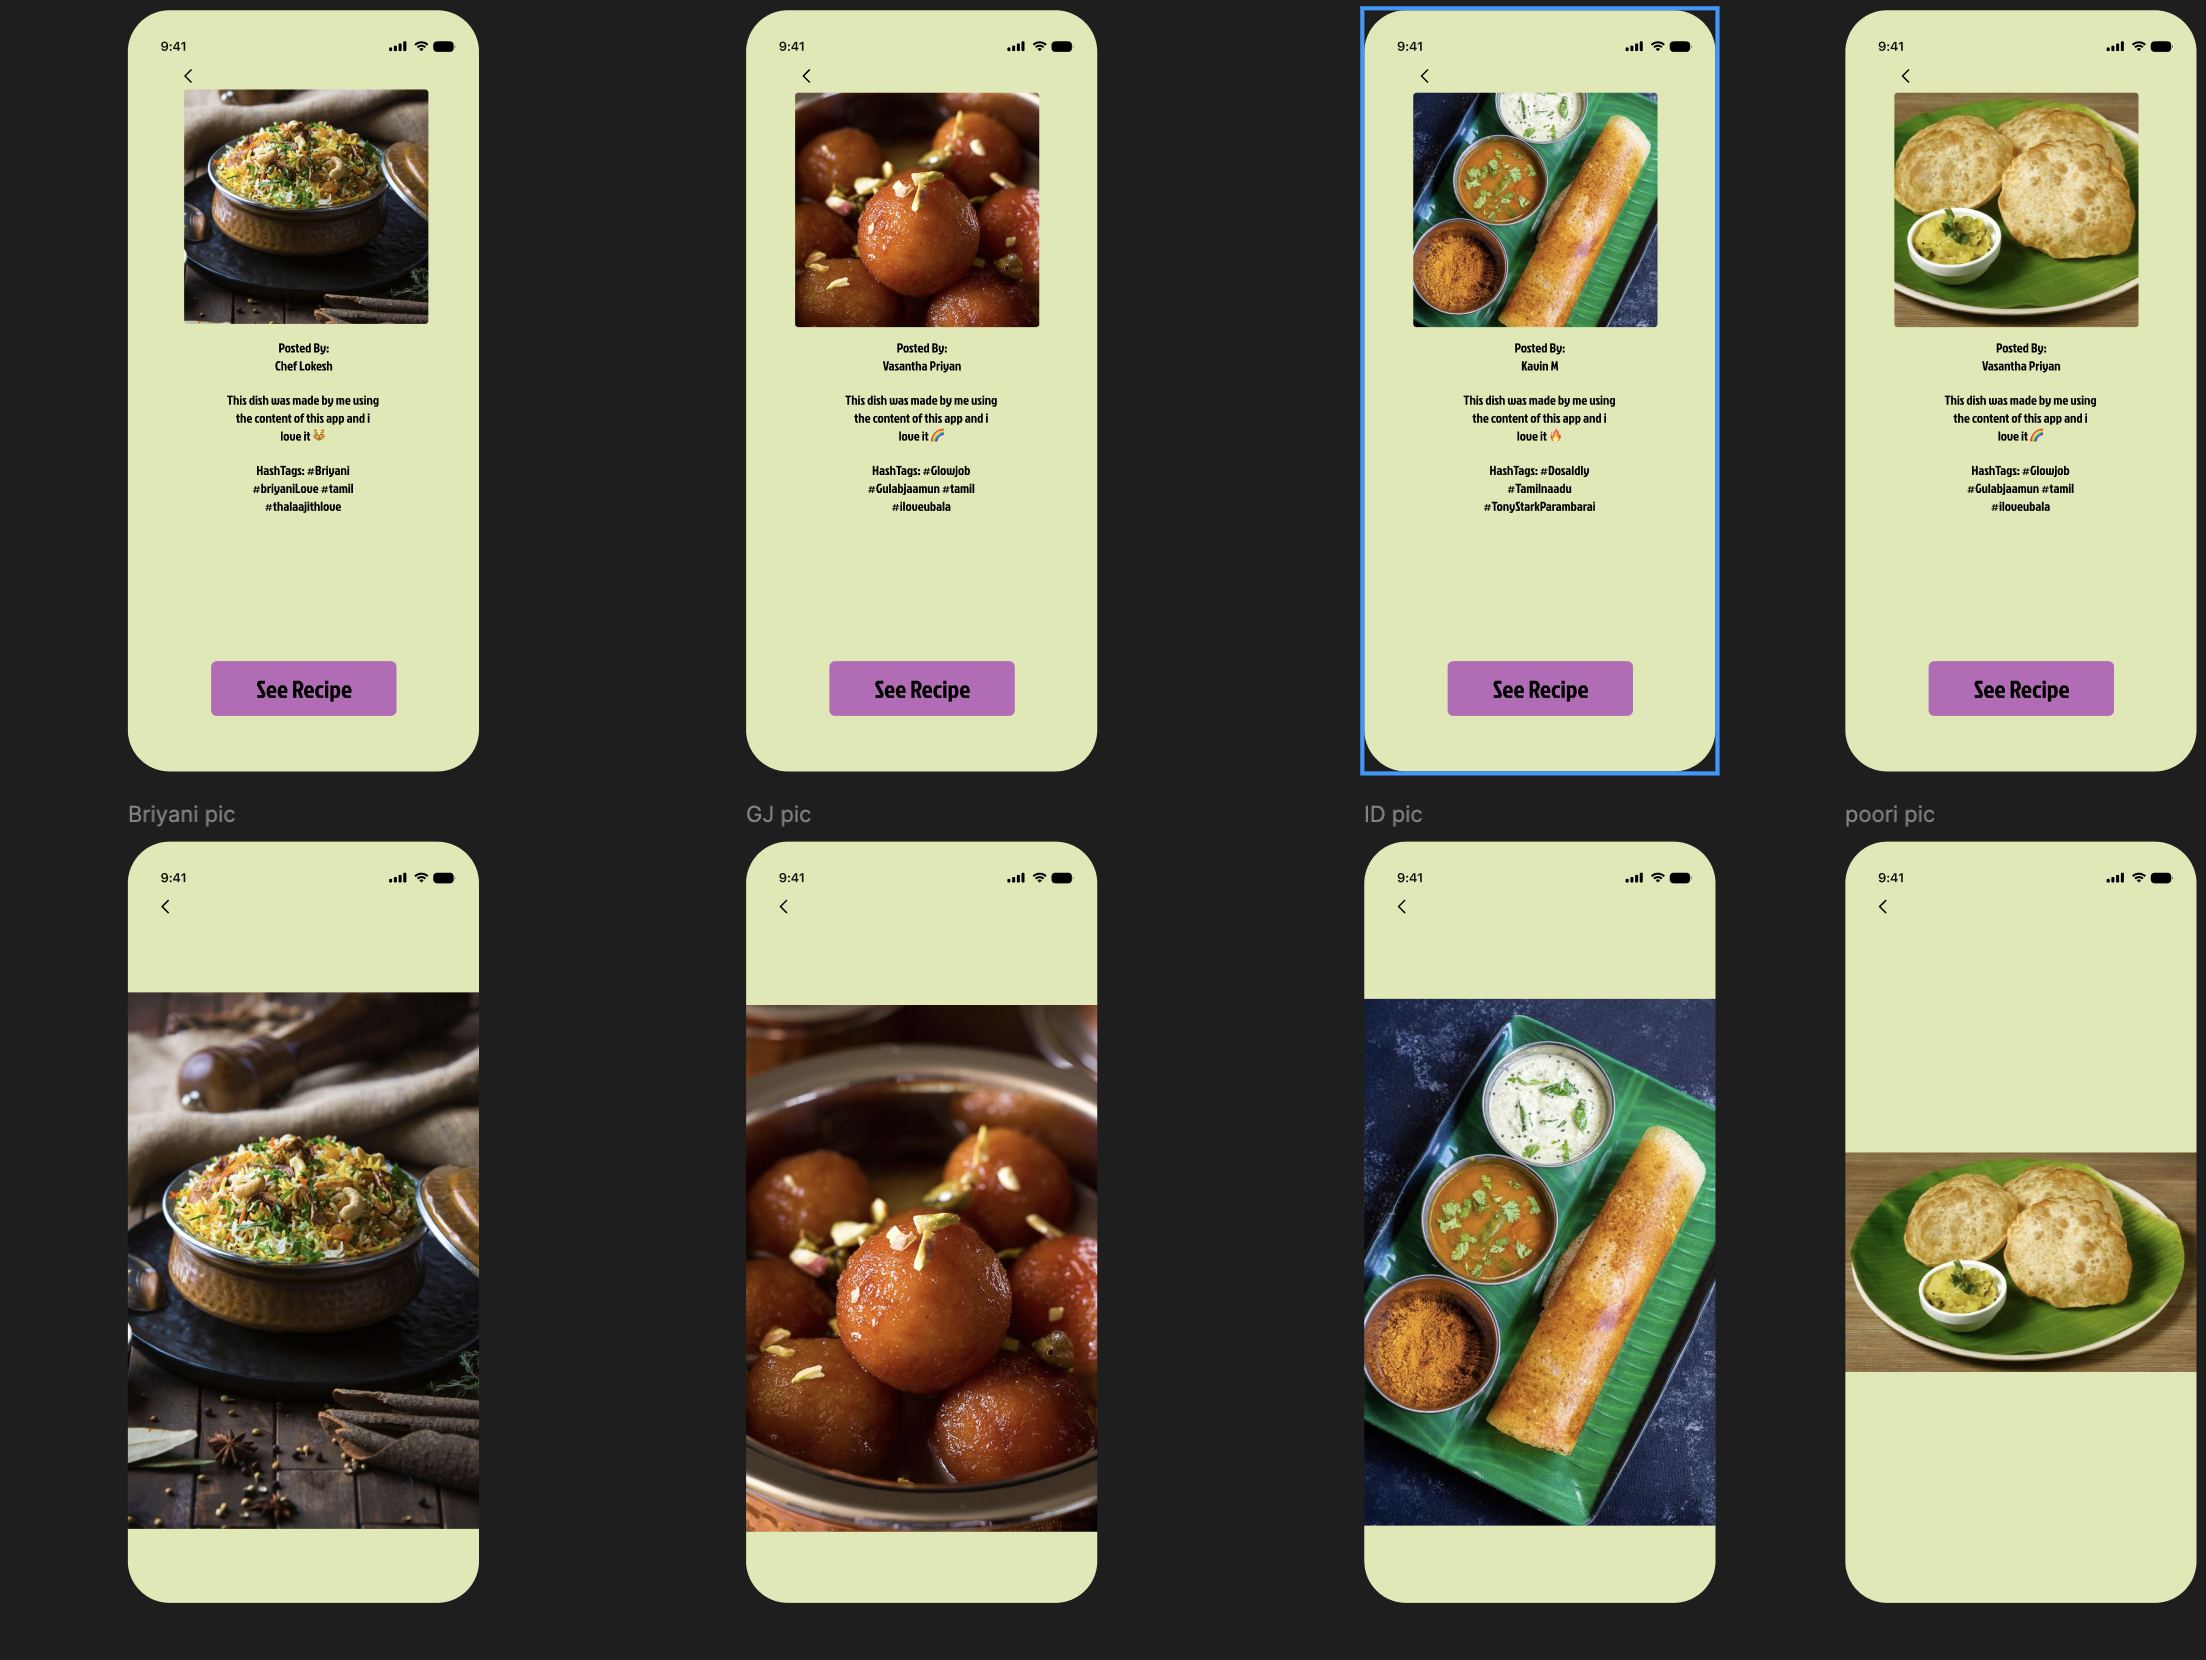 9:41
Posted By:
Chef Lokesh
This dish was made by me using
the content of this app and i
love it 😻
HashTags: #Briyani
#briyaniLove #tamil
#thalaajithlove
See Recipe
9:41
Posted By:
Vasantha Priyan
This dish was made by me using
the content of this app and i
love it 🌈
HashTags: #Glowjob
#Gulabjaamun #tamil
#iloveubala
See Recipe
9:41
Posted By:
Kavin M
This dish was made by me using
the content of this app and i
love it 🔥
HashTags: #DosaIdly
#Tamilnaadu
#TonyStarkParambarai
See Recipe
9:41
Posted By:
Vasantha Priyan
This dish was made by me using
the content of this app and i
love it 🌈
HashTags: #Glowjob
#Gulabjaamun #tamil
#iloveubala
See Recipe
Briyani pic
9:41
GJ pic
9:41
ID pic
9:41
poori pic
9:41